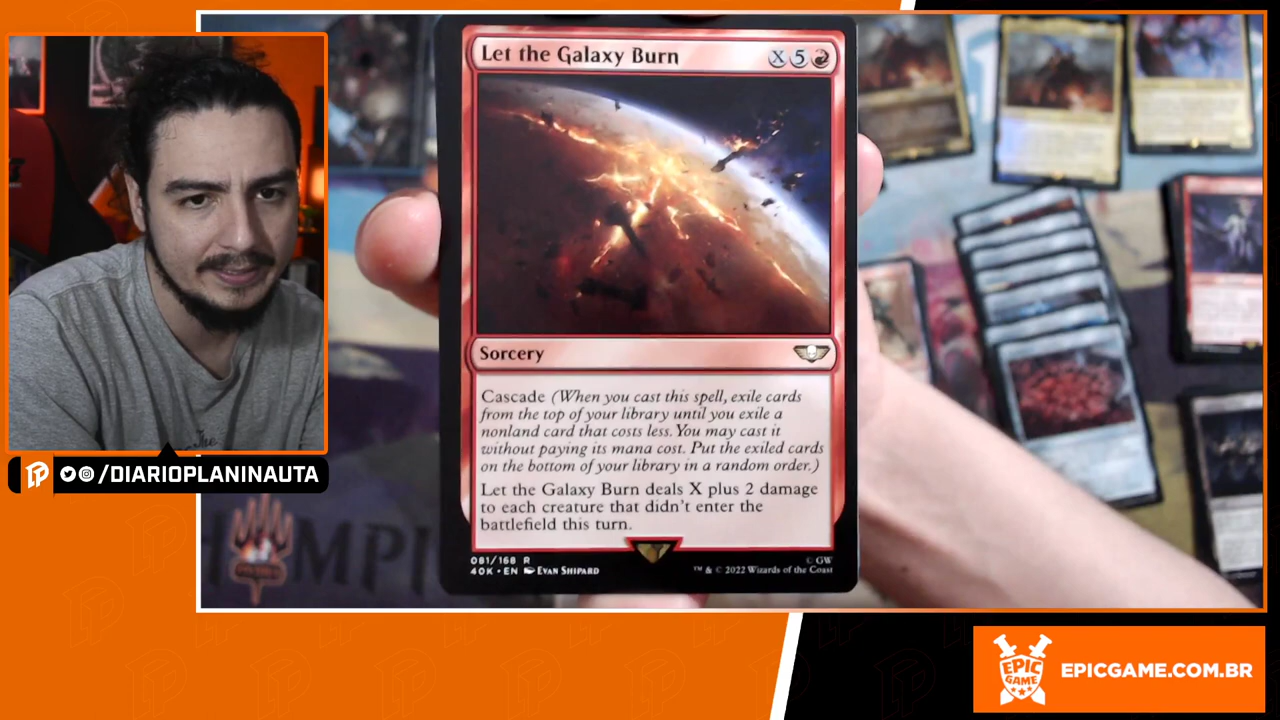 Let the Galaxy Burn X 5
Sorcery
Cascade (When you cast this spell, exile cards
from the top of your library until you exile a
nonland card that costs less. You may cast it
without paying its mana cost. Put the exiled cards
on the bottom of your library in a random order.)
Let the Galaxy Burn deals X plus 2 damage
to each creature that didn't enter the
battlefield this turn.
081/168 R
40K • EN Evan Shipard
© GW
™ & © 2022 Wizards of the Coast
The
/DIARIOPLANINAUTA
EPIC
GAME
EPICGAME.COM.BR